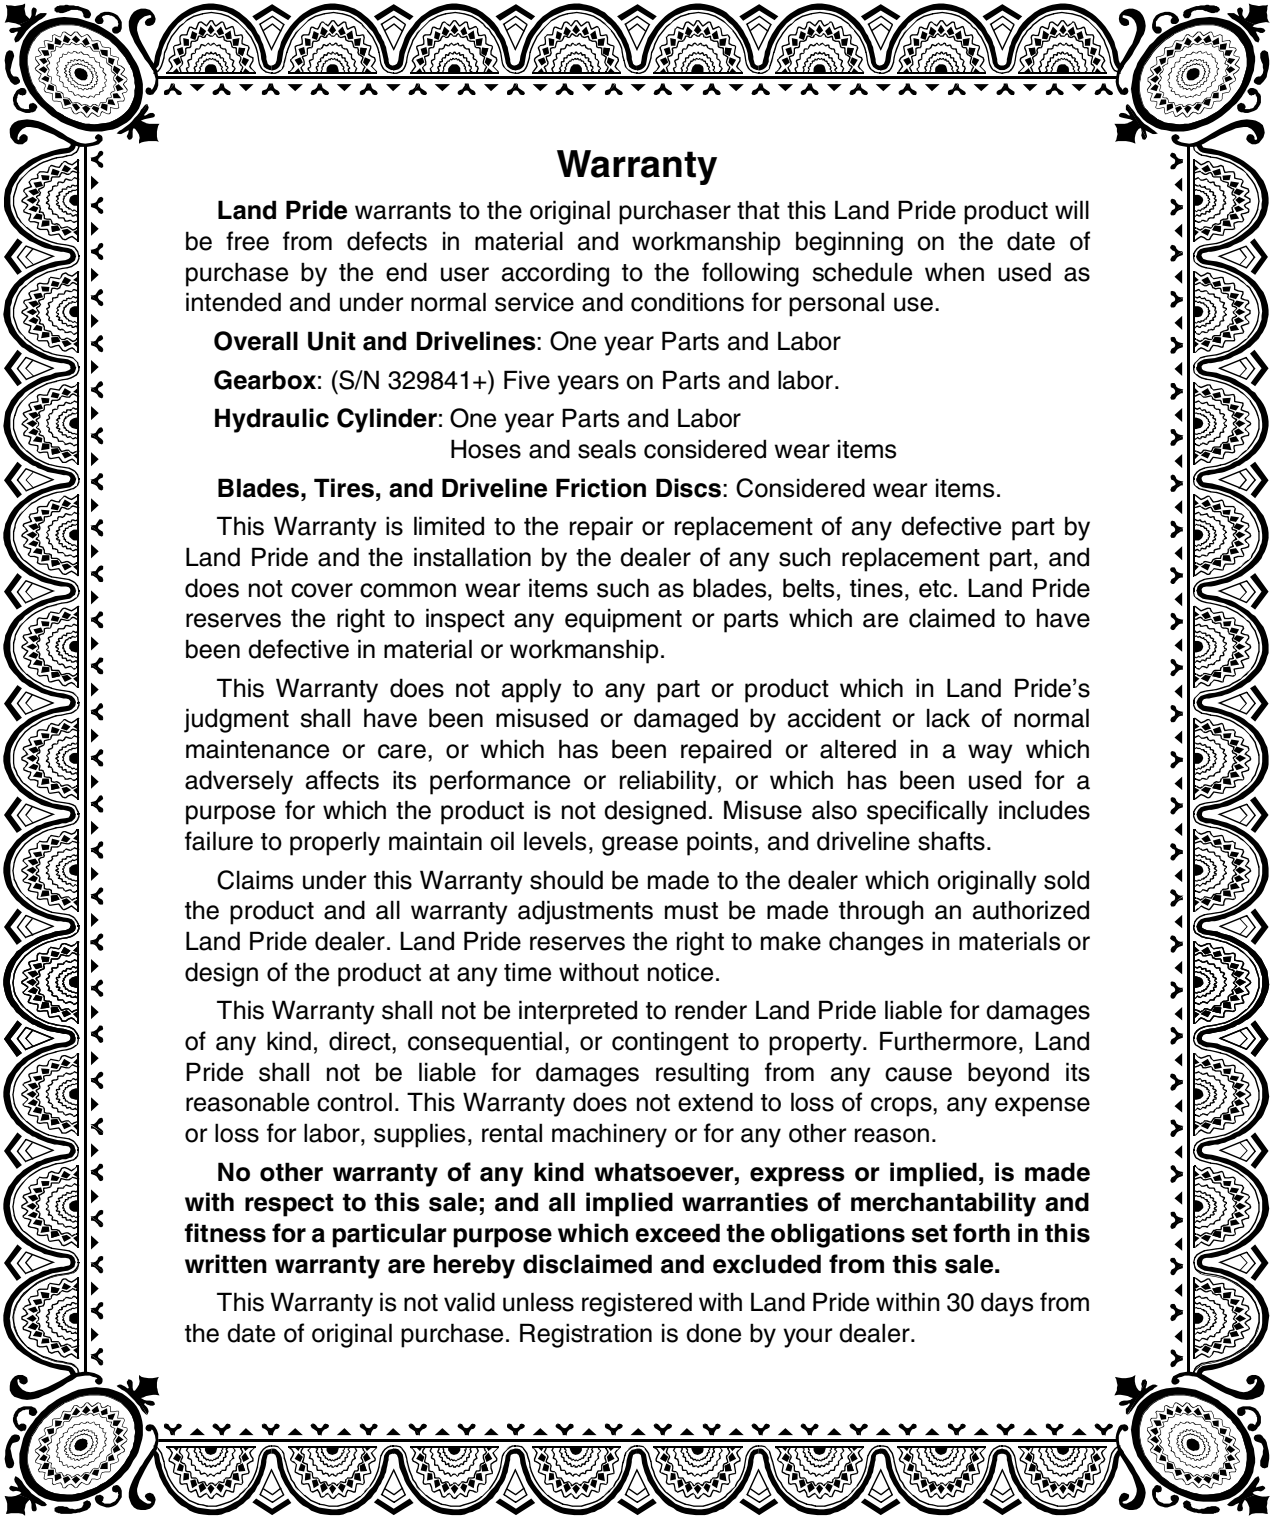 Warranty
Land Pride warrants to the original purchaser that this Land Pride product will
be free from defects in material and workmanship beginning on the date of
purchase by the end user according to the following schedule when used as
intended and under normal service and conditions for personal use.
Overall Unit and Drivelines: One year Parts and Labor
Gearbox: (S/N 329841+) Five years on Parts and labor.
Hydraulic Cylinder: One year Parts and Labor
Hoses and seals considered wear items
Blades, Tires, and Driveline Friction Discs: Considered wear items.
This Warranty is limited to the repair or replacement of any defective part by
Land Pride and the installation by the dealer of any such replacement part, and
does not cover common wear items such as blades, belts, tines, etc. Land Pride
reserves the right to inspect any equipment or parts which are claimed to have
been defective in material or workmanship.
This Warranty does not apply to any part or product which in Land Pride’s
judgment shall have been misused or damaged by accident or lack of normal
maintenance or care, or which has been repaired or altered in a way which
adversely affects its performance or reliability, or which has been used for a
purpose for which the product is not designed. Misuse also specifically includes
failure to properly maintain oil levels, grease points, and driveline shafts.
Claims under this Warranty should be made to the dealer which originally sold
the product and all warranty adjustments must be made through an authorized
Land Pride dealer. Land Pride reserves the right to make changes in materials or
design of the product at any time without notice.
This Warranty shall not be interpreted to render Land Pride liable for damages
of any kind, direct, consequential, or contingent to property. Furthermore, Land
Pride shall not be liable for damages resulting from any cause beyond its
reasonable control. This Warranty does not extend to loss of crops, any expense
or loss for labor, supplies, rental machinery or for any other reason.
No other warranty of any kind whatsoever, express or implied, is made
with respect to this sale; and all implied warranties of merchantability and
fitness for a particular purpose which exceed the obligations set forth in this
written warranty are hereby disclaimed and excluded from this sale.
This Warranty is not valid unless registered with Land Pride within 30 days from
the date of original purchase. Registration is done by your dealer.